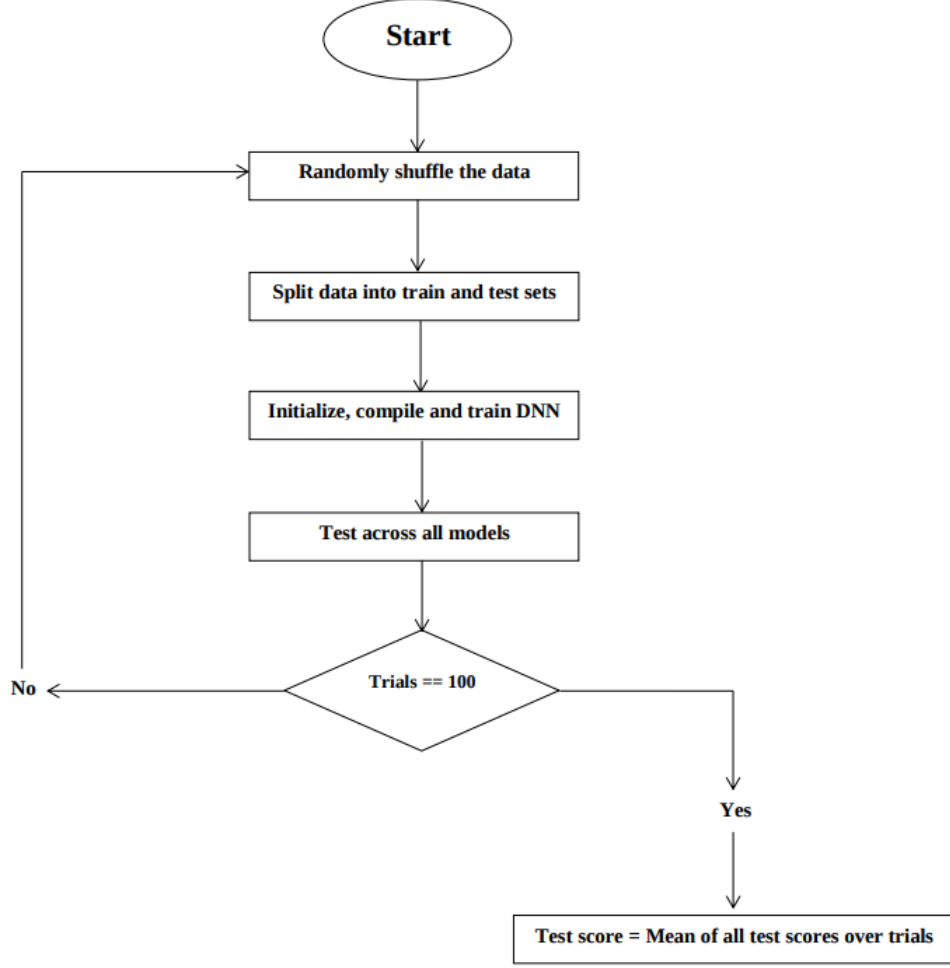 Start
Randomly shuffle the data
Split data into train and test sets
Initialize, compile and train DNN
Test across all models
Trials == 100
No
Yes
Test score = Mean of all test scores over trials